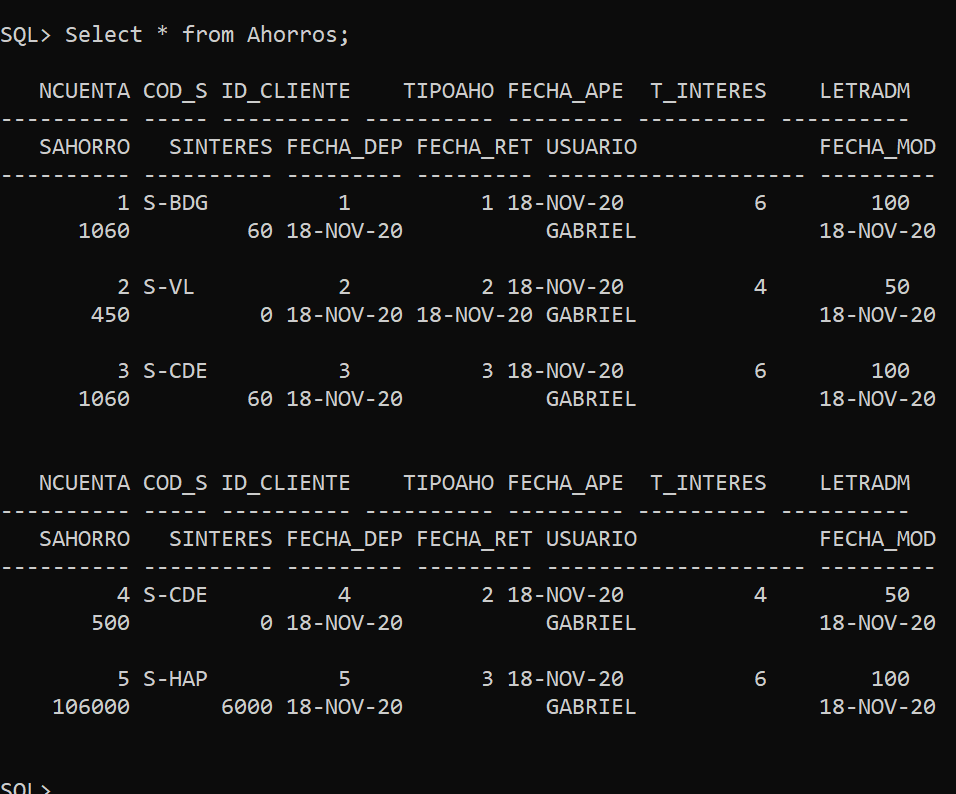 SQL> Select * from Ahorros;
   NCUENTA COD_S ID_CLIENTE    TIPOAHO FECHA_APE  T_INTERES    LETRADM
---------- ----- ---------- ---------- --------- ---------- ----------
   SAHORRO   SINTERES FECHA_DEP FECHA_RET USUARIO              FECHA_MOD
---------- ---------- --------- --------- -------------------- ---------
         1 S-BDG          1          1 18-NOV-20          6        100
      1060         60 18-NOV-20           GABRIEL              18-NOV-20
         2 S-VL           2          2 18-NOV-20          4         50
       450          0 18-NOV-20 18-NOV-20 GABRIEL              18-NOV-20
         3 S-CDE          3          3 18-NOV-20          6        100
      1060         60 18-NOV-20           GABRIEL              18-NOV-20
   NCUENTA COD_S ID_CLIENTE    TIPOAHO FECHA_APE  T_INTERES    LETRADM
---------- ----- ---------- ---------- --------- ---------- ----------
   SAHORRO   SINTERES FECHA_DEP FECHA_RET USUARIO              FECHA_MOD
---------- ---------- --------- --------- -------------------- ---------
         4 S-CDE          4          2 18-NOV-20          4         50
       500          0 18-NOV-20           GABRIEL              18-NOV-20
         5 S-HAP          5          3 18-NOV-20          6        100
    106000       6000 18-NOV-20           GABRIEL              18-NOV-20
SQL>